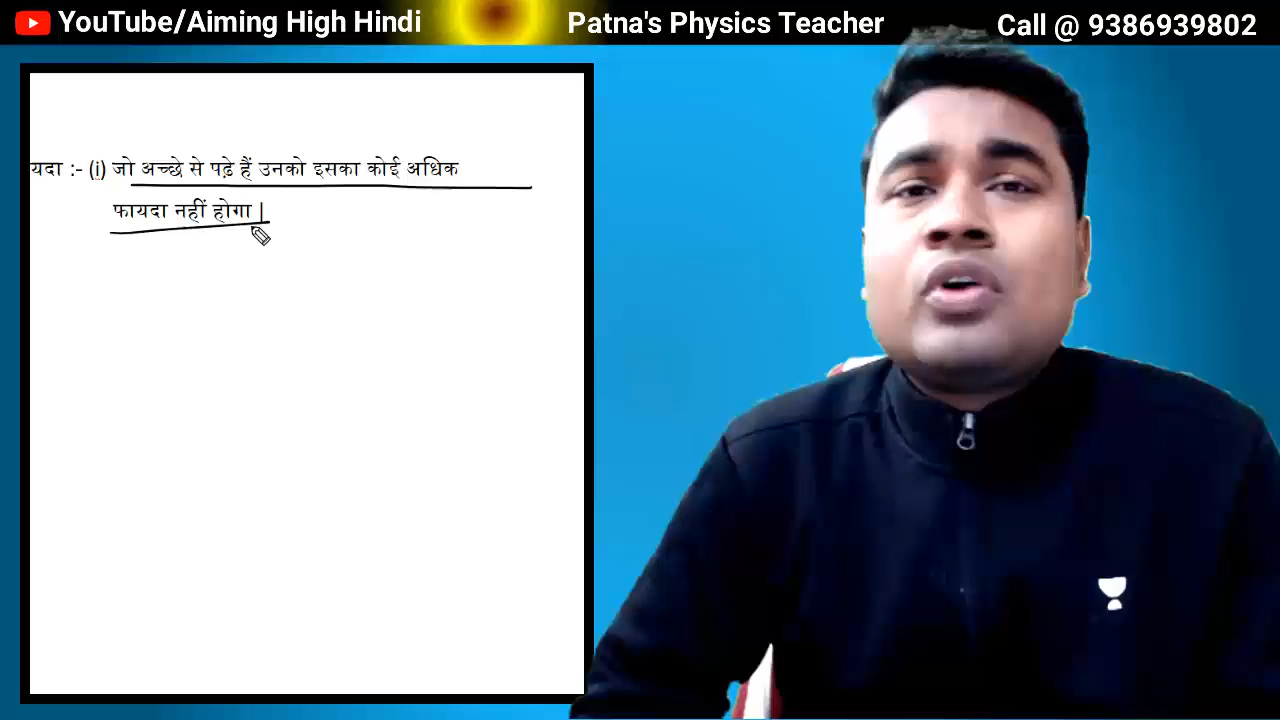 YouTube/Aiming High Hindi
Patna's Physics Teacher
Call @ 9386939802
यदा :- (i) जो अच्छे से पढ़े हैं उनको इसका कोई अधिक
फायदा नहीं होगा |